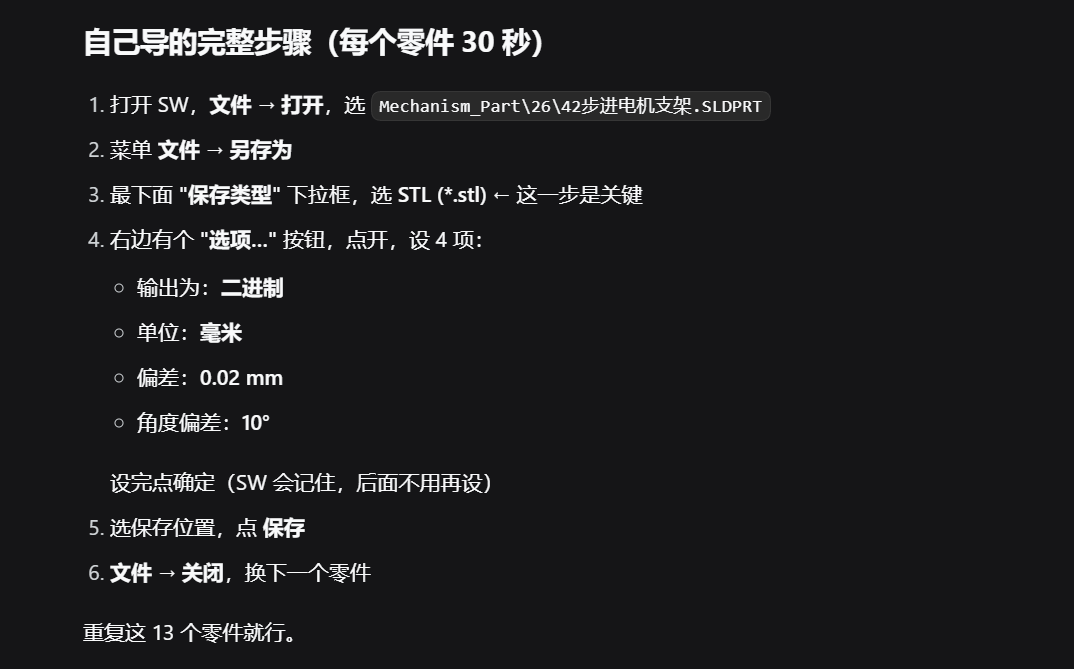 自己导的完整步骤（每个零件 30 秒）
1. 打开 SW，文件 → 打开，选 Mechanism_Part\26\42步进电机支架.SLDPRT
2. 菜单 文件 → 另存为
3. 最下面 "保存类型" 下拉框，选 STL (*.stl) ← 这一步是关键
4. 右边有个 "选项..." 按钮，点开，设 4 项：
○ 输出为：二进制
○ 单位：毫米
○ 偏差：0.02 mm
○ 角度偏差：10°
设完点确定（SW 会记住，后面不用再设）
5. 选保存位置，点 保存
6. 文件 → 关闭，换下一个零件
重复这 13 个零件就行。